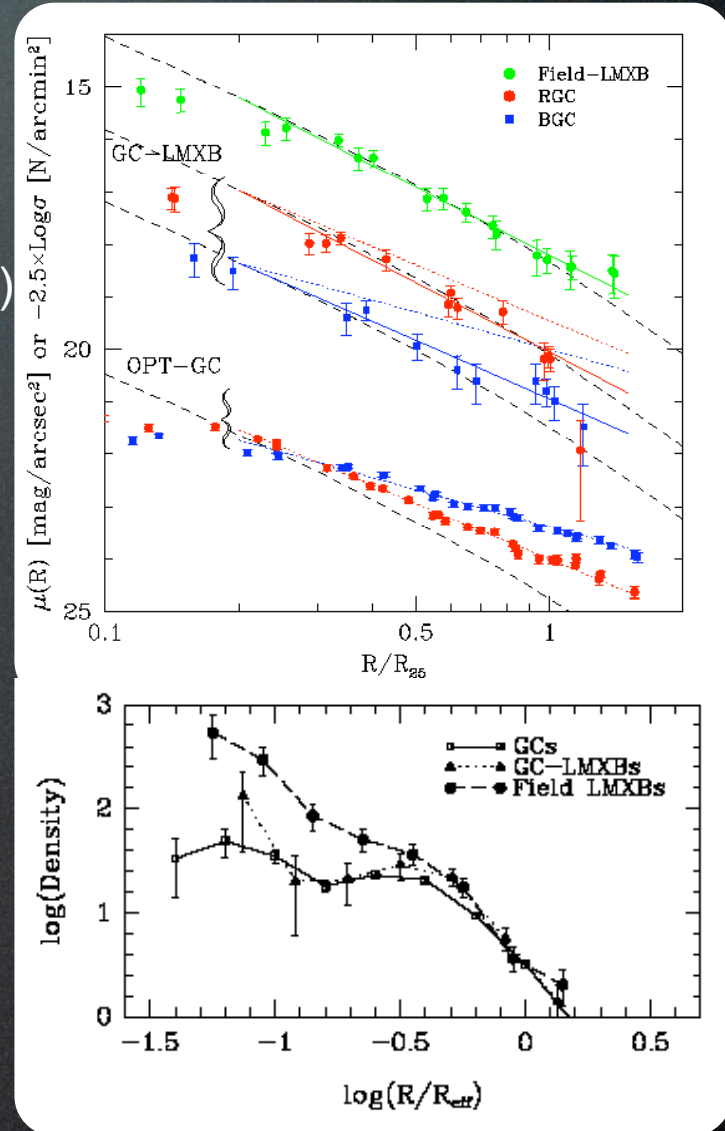 )
μ(R) [mag/arcsec²] or −2.5×Logσ [N/arcmin²]
15
20
25
Field-LMXB
RGC
BGC
GC-LMXB
OPT-GC
0.1
0.5
1
R/R₂₅
log(Density)
3
2
1
0
GCs
GC-LMXBs
Field LMXBs
−1.5
−1
−0.5
0
0.5
log(R/R_eff)